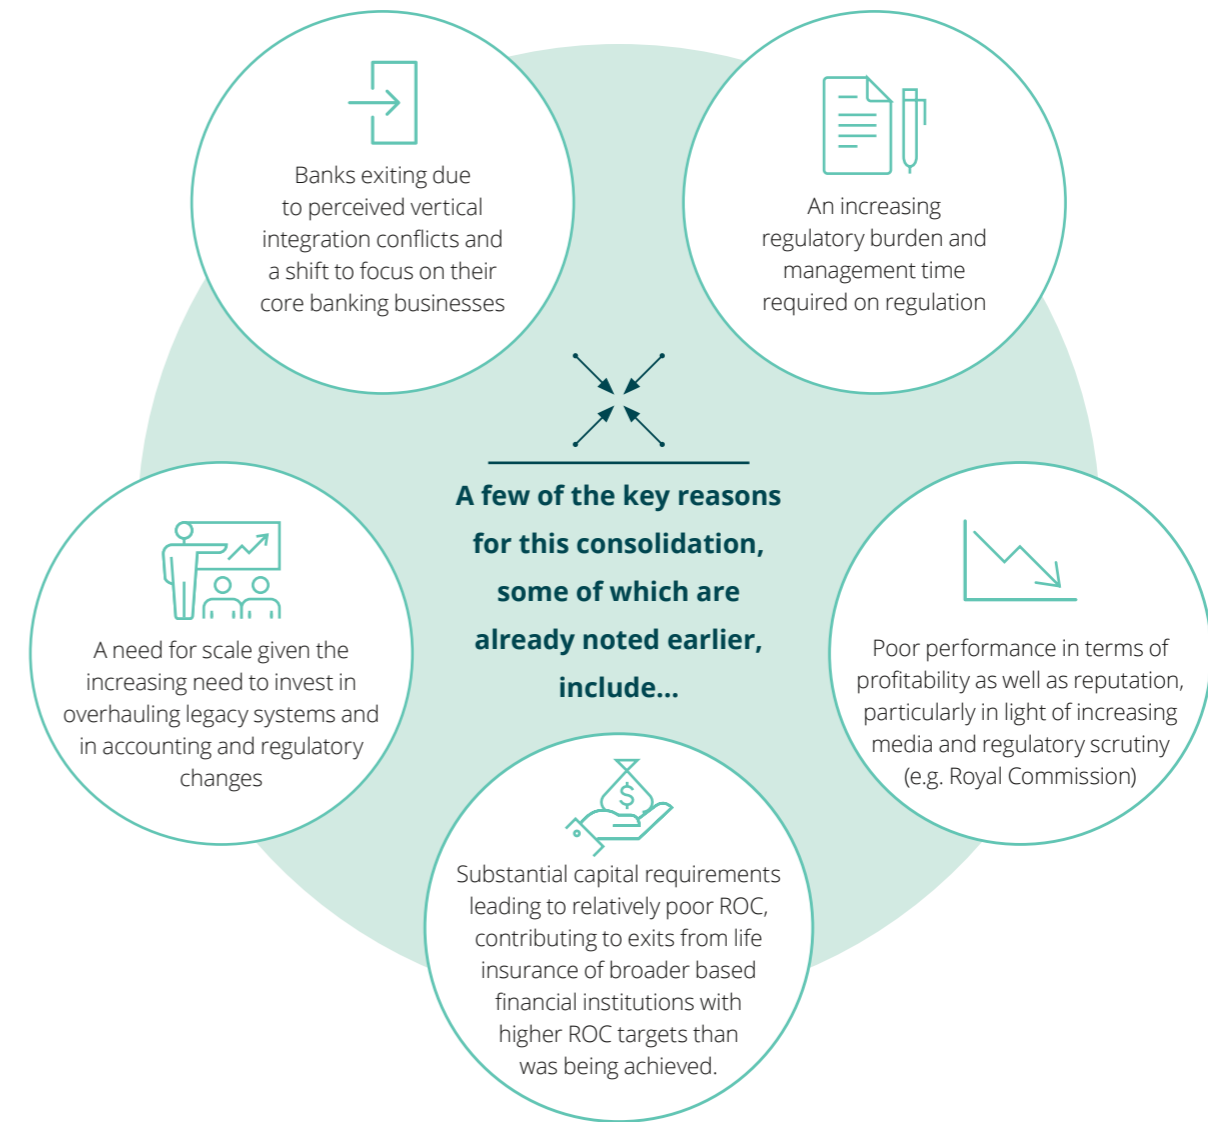 Banks exiting due
to perceived vertical
integration conflicts and
a shift to focus on their
core banking businesses
An increasing
regulatory burden and
management time
required on regulation
A few of the key reasons
for this consolidation,
some of which are
already noted earlier,
include...
A need for scale given the
increasing need to invest in
overhauling legacy systems and
in accounting and regulatory
changes
Poor performance in terms of
profitability as well as reputation,
particularly in light of increasing
media and regulatory scrutiny
(e.g. Royal Commission)
$
Substantial capital requirements
leading to relatively poor ROC,
contributing to exits from life
insurance of broader based
financial institutions with
higher ROC targets than
was being achieved.